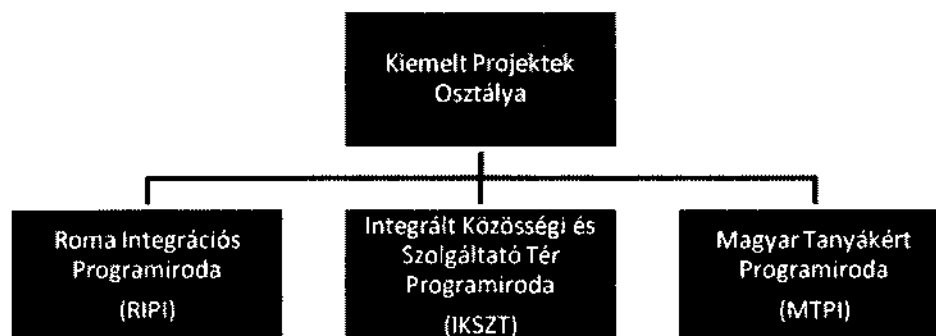 Kiemelt Projektek
Osztálya
Roma Integrációs
Programiroda
(RIPI)
Integrált Közösségi és
Szolgáltató Tér
Programiroda
(IKSZT)
Magyar Tanyákért
Programiroda
(MTPI)